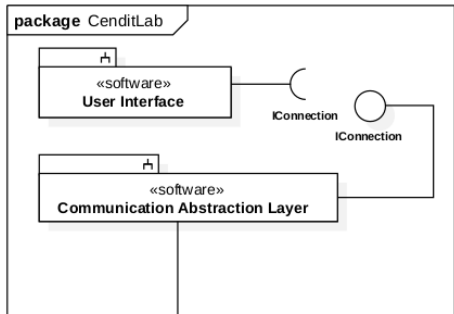 package CenditLab
«software»
User Interface
IConnection
IConnection
«software»
Communication Abstraction Layer